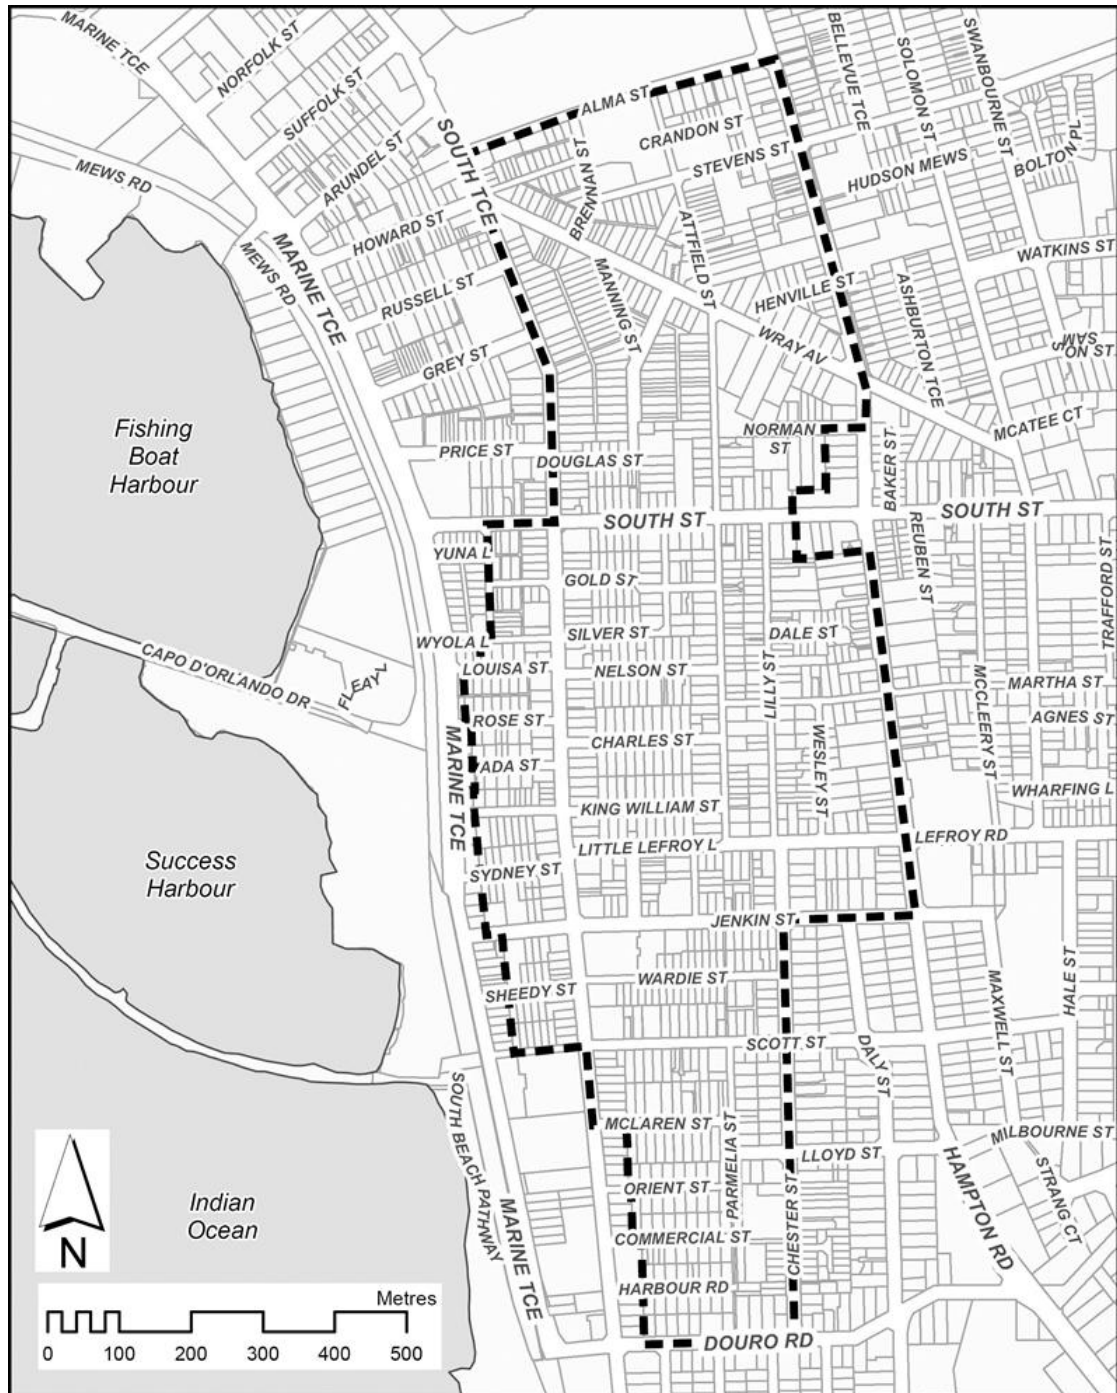 MARINE TCE
NORFOLK ST
SUFFOLK ST
ARUNDEL ST
SOUTH TCE
ALMA ST
CRANDON ST
STEVENS ST
BRENNAN ST
BELLEVUE TCE
SOLOMON ST
SWANBOURNE ST
BOLTON PL
HUDSON MEWS
MEWS RD
MEWS RD
HOWARD ST
SOUTH TCE
ATTFIELD ST
WATKINS ST
MARINE TCE
RUSSELL ST
MANNING ST
HENVILLE ST
ASHBURTON TCE
SAM
SON ST
GREY ST
WRAY AV
MCATEE CT
Fishing
Boat
Harbour
PRICE ST
DOUGLAS ST
NORMAN
ST
BAKER ST
SOUTH ST
SOUTH ST
YUNA L
GOLD ST
REUBEN ST
TRAFFORD ST
WYOLA L
SILVER ST
DALE ST
CAPO D'ORLANDO DR
FLEAY L
LOUISA ST
NELSON ST
LILLY ST
MCCLEERY ST
MARTHA ST
ROSE ST
AGNES ST
MARINE TCE
CHARLES ST
WESLEY ST
ADA ST
WHARFING L
KING WILLIAM ST
LITTLE LEFROY L
LEFROY RD
Success
Harbour
SYDNEY ST
JENKIN ST
WARDIE ST
SHEEDY ST
MAXWELL ST
HALE ST
SCOTT ST
DALY ST
SOUTH BEACH PATHWAY
MCLAREN ST
PARMELIA ST
LLOYD ST
MILBOURNE ST
HAMPTON RD
STRANG CT
ORIENT ST
Indian
Ocean
MARINE TCE
COMMERCIAL ST
CHESTER ST
HARBOUR RD
DOURO RD
N
Metres
0 100 200 300 400 500